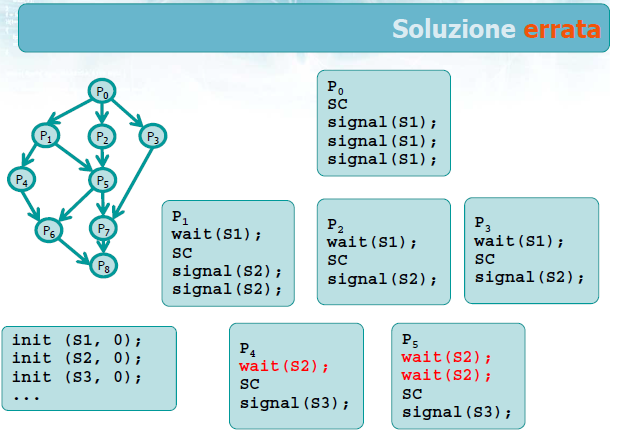 Soluzione errata
P0
P1
P2
P3
P4
P5
P6
P7
P8
P0
SC
signal(S1);
signal(S1);
signal(S1);
P1
wait(S1);
SC
signal(S2);
signal(S2);
P2
wait(S1);
SC
signal(S2);
P3
wait(S1);
SC
signal(S2);
init (S1, 0);
init (S2, 0);
init (S3, 0);
...
P4
wait(S2);
SC
signal(S3);
P5
wait(S2);
wait(S2);
SC
signal(S3);